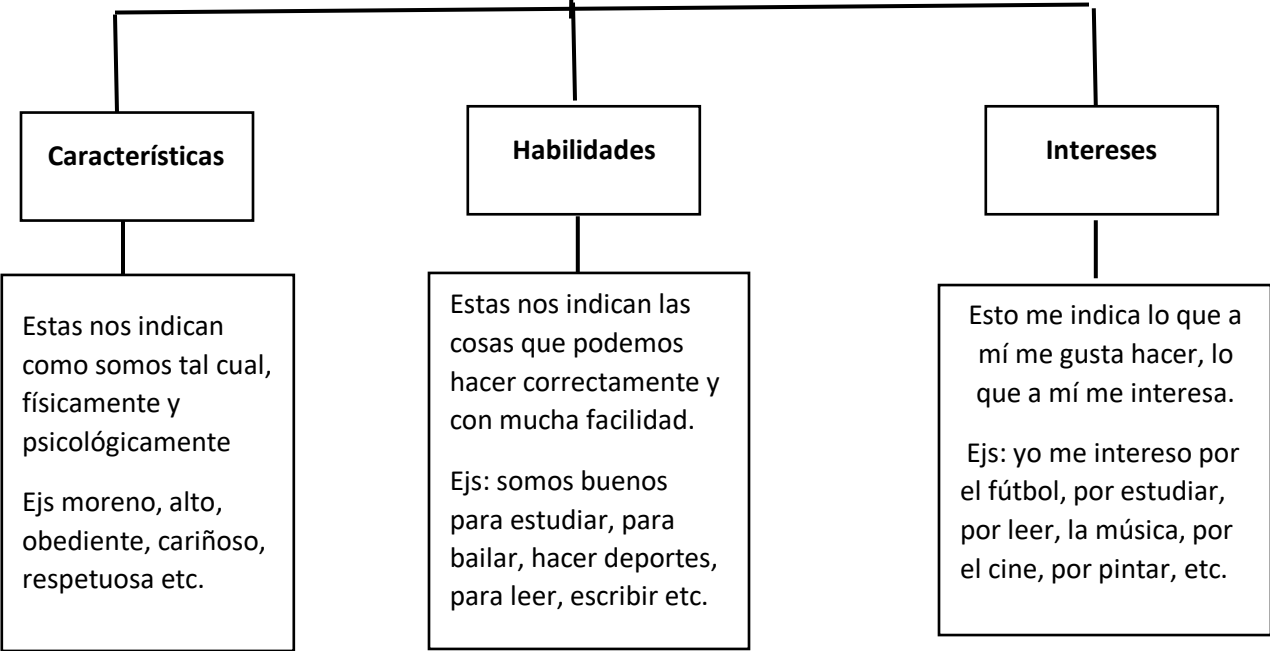 Características
Estas nos indican
como somos tal cual,
físicamente y
psicológicamente
Ejs moreno, alto,
obediente, cariñoso,
respetuosa etc.
Habilidades
Estas nos indican las
cosas que podemos
hacer correctamente y
con mucha facilidad.
Ejs: somos buenos
para estudiar, para
bailar, hacer deportes,
para leer, escribir etc.
Intereses
Esto me indica lo que a
mí me gusta hacer, lo
que a mí me interesa.
Ejs: yo me intereso por
el fútbol, por estudiar,
por leer, la música, por
el cine, por pintar, etc.